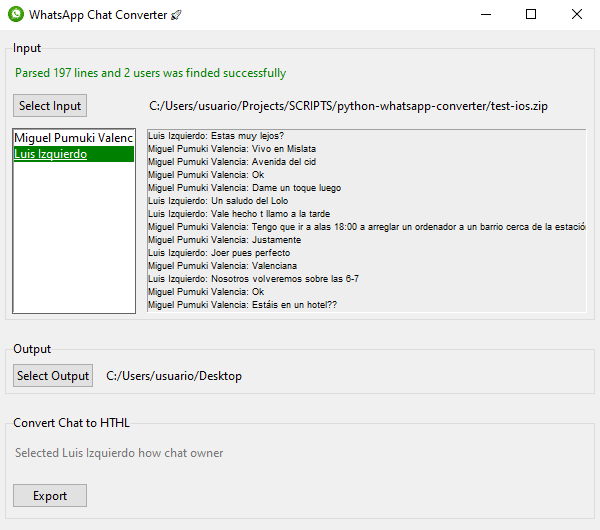 WhatsApp Chat Converter 🚀
Input
Parsed 197 lines and 2 users was finded successfully
Select Input
C:/Users/usuario/Projects/SCRIPTS/python-whatsapp-converter/test-ios.zip
Miguel Pumuki Valenc
Luis Izquierdo
Luis Izquierdo: Estas muy lejos?
Miguel Pumuki Valencia: Vivo en Mislata
Miguel Pumuki Valencia: Avenida del cid
Miguel Pumuki Valencia: Ok
Miguel Pumuki Valencia: Dame un toque luego
Luis Izquierdo: Un saludo del Lolo
Luis Izquierdo: Vale hecho t llamo a la tarde
Miguel Pumuki Valencia: Tengo que ir a alas 18:00 a arreglar un ordenador a un barrio cerca de la estació
Miguel Pumuki Valencia: Justamente
Luis Izquierdo: Joer pues perfecto
Miguel Pumuki Valencia: Valenciana
Luis Izquierdo: Nosotros volveremos sobre las 6-7
Miguel Pumuki Valencia: Ok
Miguel Pumuki Valencia: Estáis en un hotel??
Output
Select Output
C:/Users/usuario/Desktop
Convert Chat to HTHL
Selected Luis Izquierdo how chat owner
Export